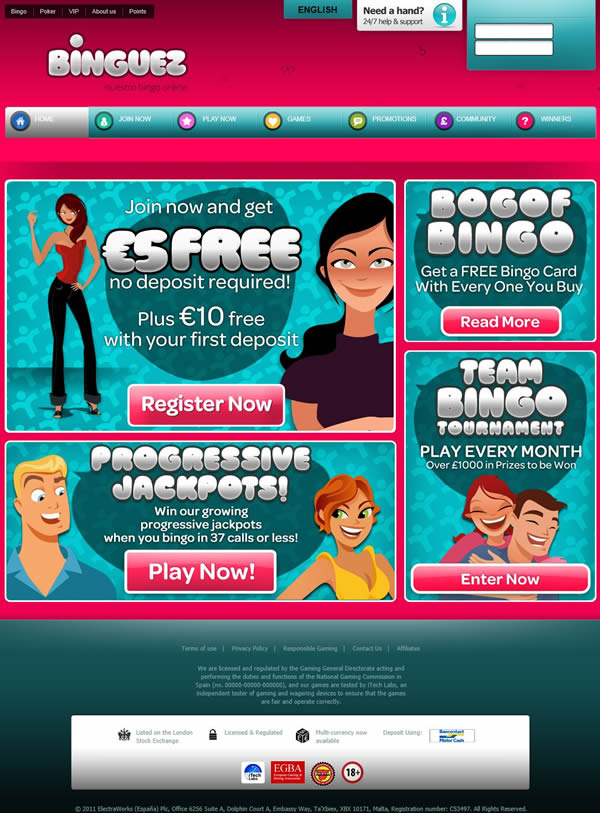 Bingo | Poker | VIP | About us | Points
ENGLISH
Need a hand?
24/7 help & support
BINGUEZ
nuestro bingo online
HOME
JOIN NOW
PLAY NOW
GAMES
PROMOTIONS
COMMUNITY
WINNERS
Join now and get
€5 FREE
no deposit required!
Plus €10 free
with your first deposit
Register Now
BOGOF
BINGO
Get a FREE Bingo Card
With Every One You Buy
Read More
PROGRESSIVE
JACKPOTS!
Win our growing
progressive jackpots
when you bingo in 37 calls or less!
Play Now!
TEAM
BINGO
TOURNAMENT
PLAY EVERY MONTH
Over £1000 in Prizes to be Won
Enter Now
Terms of use | Privacy Policy | Responsible Gaming | Contact Us | Affiliates
We are licensed and regulated by the Gaming General Directorate acting and
performing the duties and functions of the National Gaming Commission in
Spain (no. 00000-00000-000000), and our games are tested by iTech Labs, an
independent tester of gaming and wagering devices to ensure that the games
are fair and operate correctly.
Listed on the London
Stock Exchange
Licensed & Regulated
Multi-currency now
available
Deposit Using:
Bancontact
Mister Cash
iTech
Labs
EGBA
18+
© 2011 ElectraWorks (España) Plc, Office 6256 Suite A, Dolphin Court A, Embassy Way, Ta'Xbiex, XBX 10171, Malta, Registration number: C53497. All Rights Reserved.